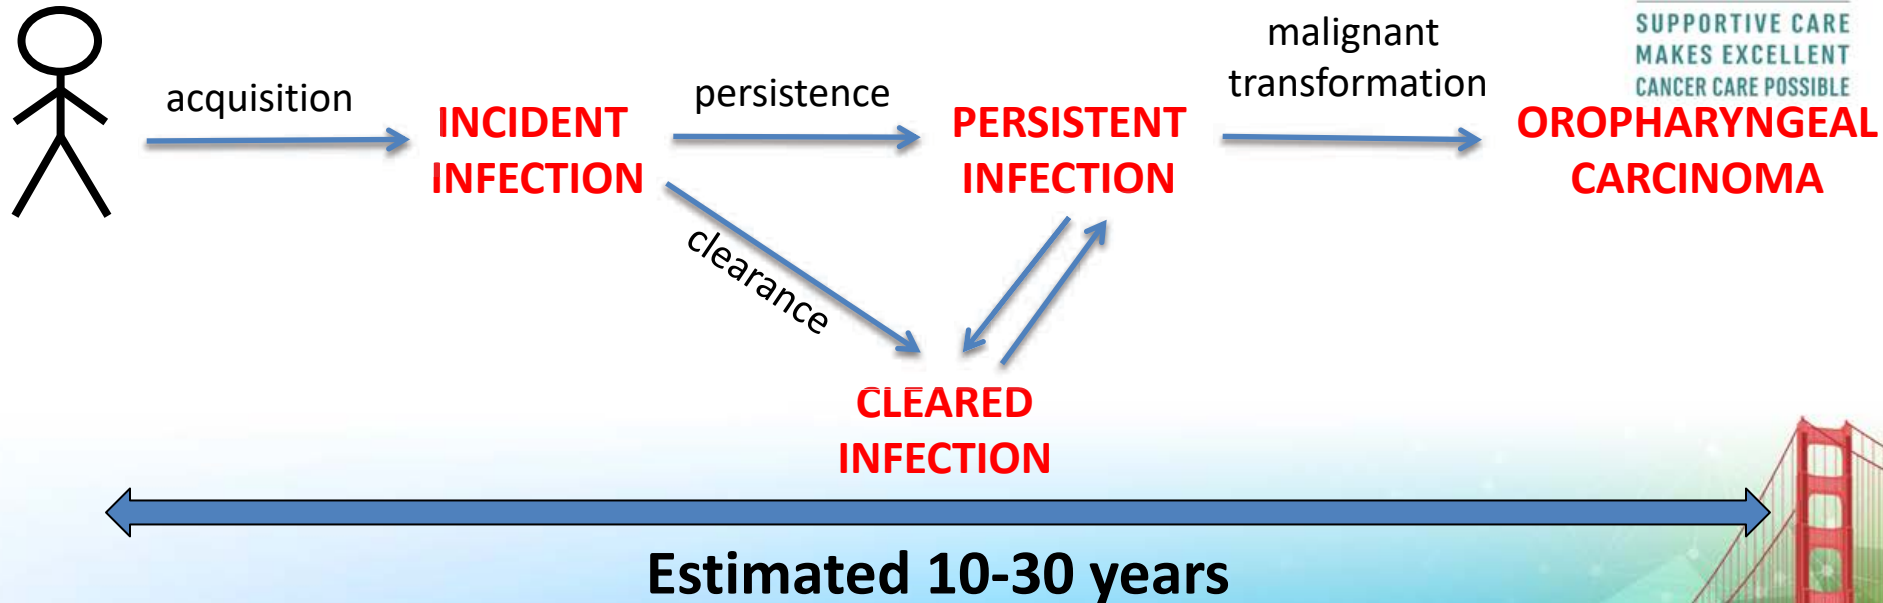 SUPPORTIVE CARE
MAKES EXCELLENT
CANCER CARE POSSIBLE
acquisition
INCIDENT
INFECTION
persistence
PERSISTENT
INFECTION
malignant
transformation
OROPHARYNGEAL
CARCINOMA
clearance
CLEARED
INFECTION
Estimated 10-30 years